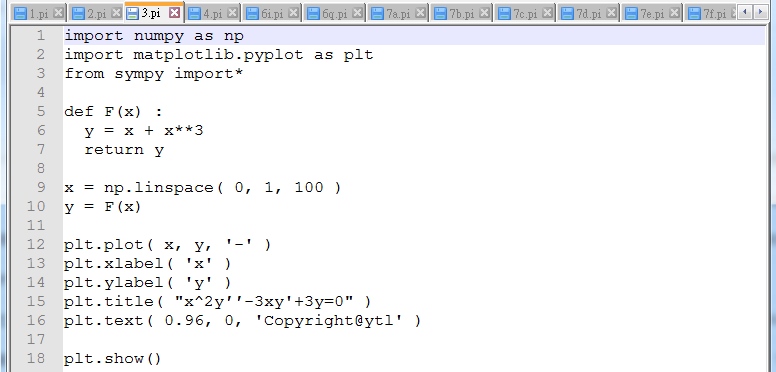 1.pi 2.pi 3.pi 4.pi 6i.pi 6q.pi 7a.pi 7b.pi 7c.pi 7d.pi 7e.pi 7f.pi
1 import numpy as np
2 import matplotlib.pyplot as plt
3 from sympy import*
4
5 def F(x) :
6   y = x + x**3
7   return y
8
9 x = np.linspace( 0, 1, 100 )
10 y = F(x)
11
12 plt.plot( x, y, '-' )
13 plt.xlabel( 'x' )
14 plt.ylabel( 'y' )
15 plt.title( "x^2y''-3xy'+3y=0" )
16 plt.text( 0.96, 0, 'Copyright@ytl' )
17
18 plt.show()